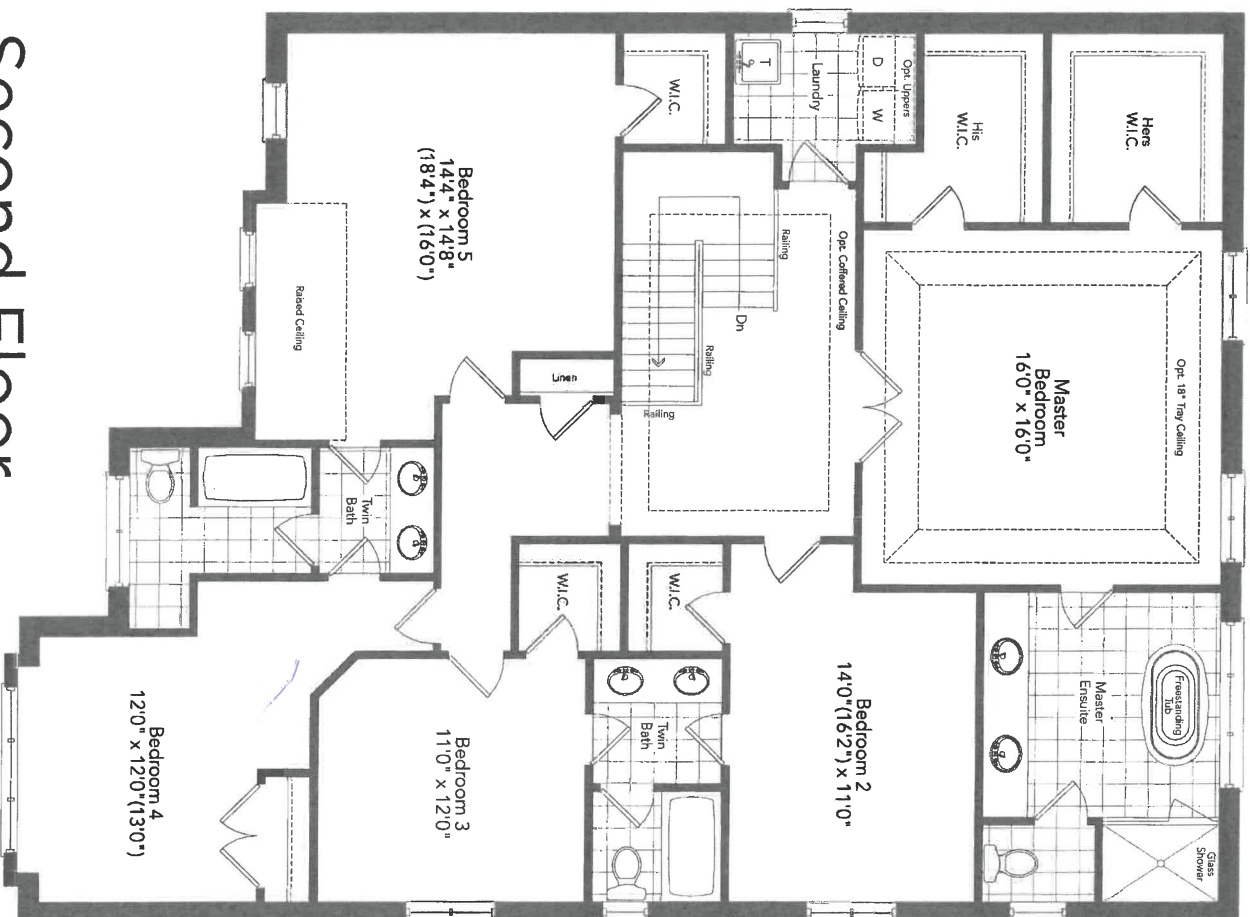 Second Floor
Hers
W.I.C.
His
W.I.C.
Opt. Uppers
D
W
Laundry
T
W.I.C.
Master
Bedroom
16'0" x 16'0"
Opt. 18" Tray Ceiling
Opt. Coffered Ceiling
Railing
Dn
Railing
Railing
Linen
Bedroom 5
14'4" x 14'8"
(18'4") x (16'0")
Raised Ceiling
Twin
Bath
W.I.C.
W.I.C.
Freestanding
Tub
Master
Ensuite
Glass
Shower
Bedroom 2
14'0"(16'2") x 11'0"
Twin
Bath
Bedroom 3
11'0" x 12'0"
Bedroom 4
12'0" x 12'0"(13'0")